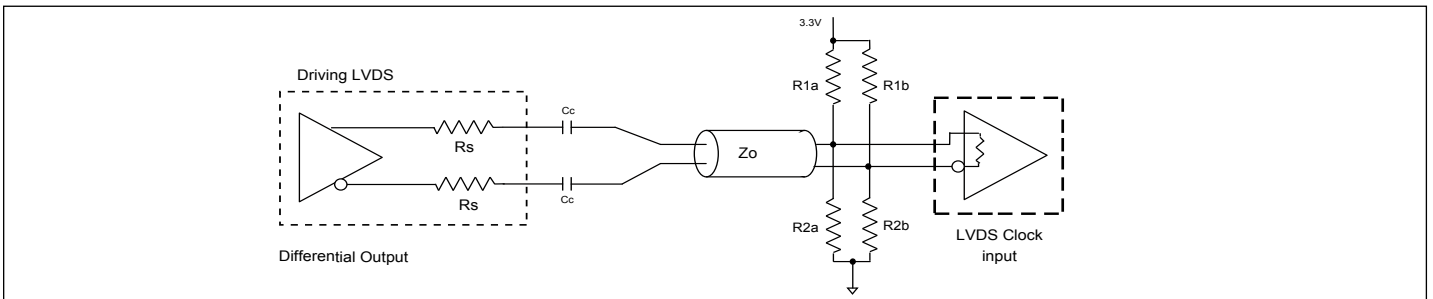 3.3V
Driving LVDS
R1a
R1b
Cc
Rs
Zo
Cc
Rs
R2a
R2b
LVDS Clock
input
Differential Output